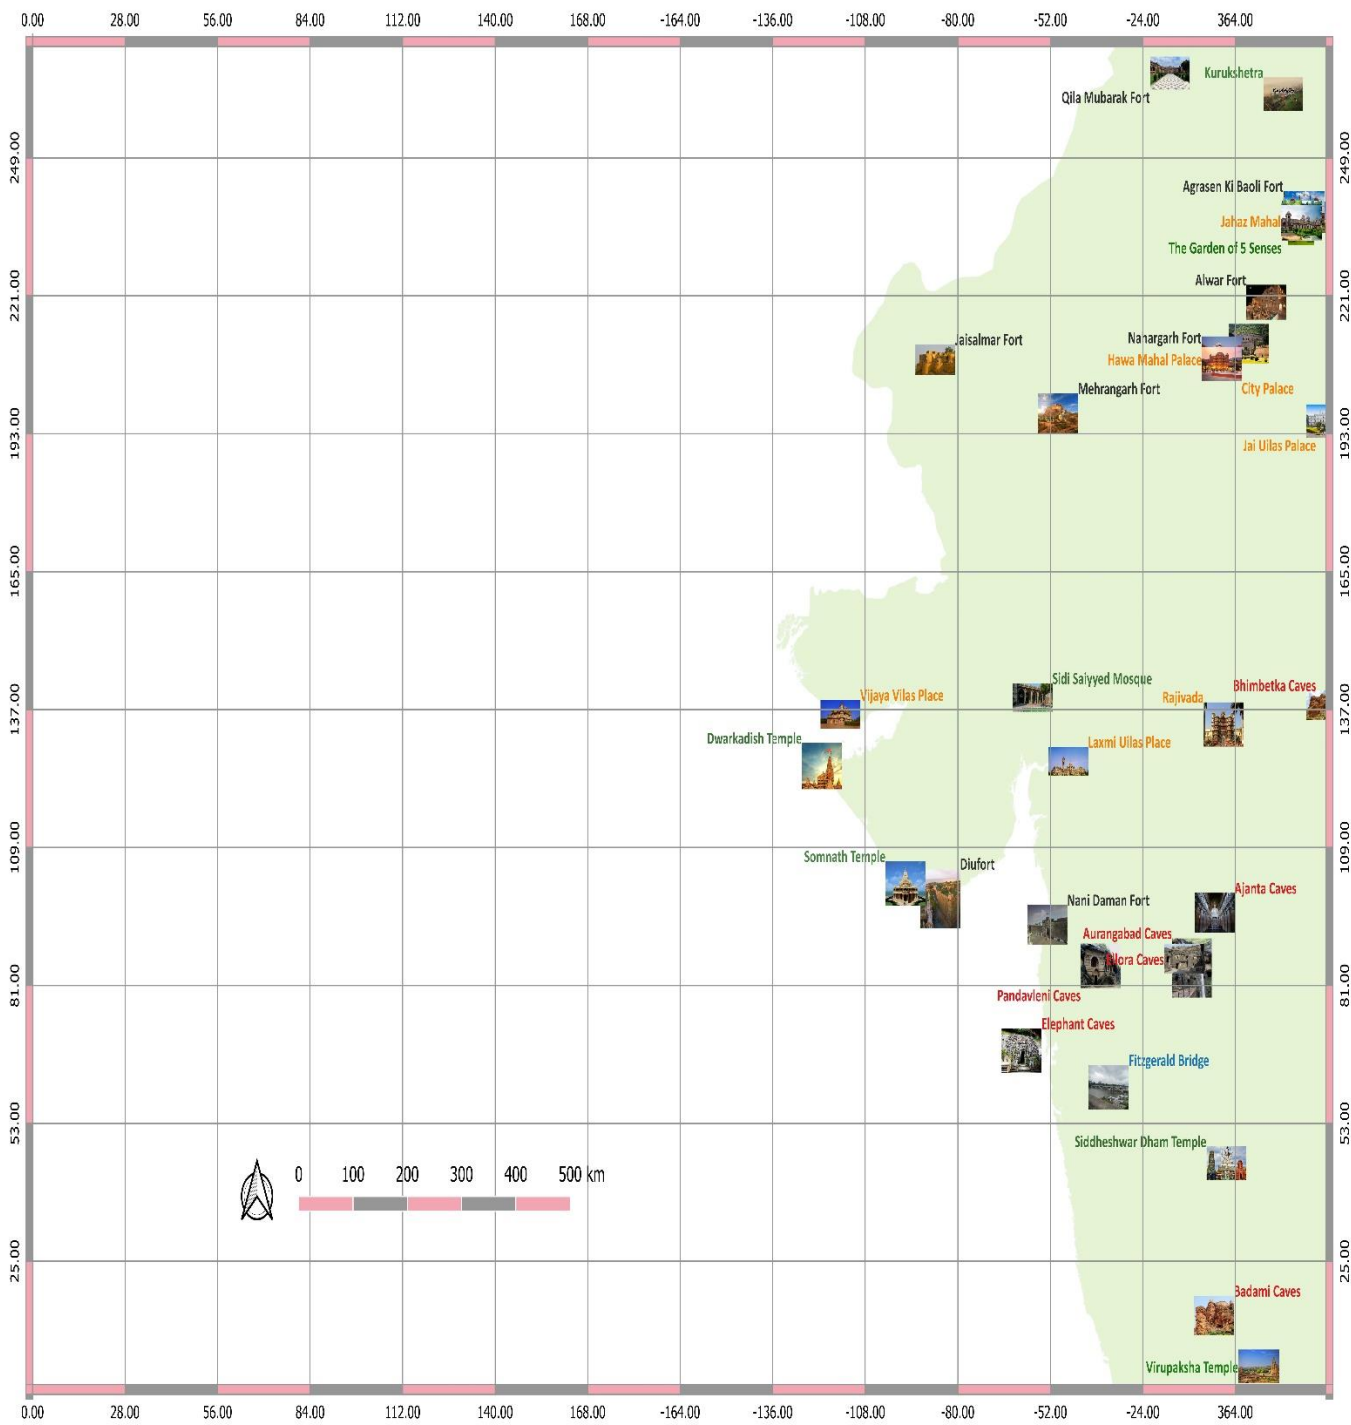 0.00 28.00 56.00 84.00 112.00 140.00 168.00 -164.00 -136.00 -108.00 -80.00 -52.00 -24.00 364.00
Kurukshetra
Qila Mubarak Fort
249.00 249.00
Agrasen Ki Baoli Fort
Jahaz Mahal
The Garden of 5 Senses
Alwar Fort
221.00 221.00
Jaisalmar Fort
Nahargarh Fort
Hawa Mahal Palace
Mehrangarh Fort
City Palace
193.00 193.00
Jai Uilas Palace
165.00 165.00
Sidi Saiyyed Mosque
Bhimbetka Caves
Vijaya Vilas Place
Rajivada
137.00 137.00
Dwarkadish Temple
Laxmi Uilas Place
109.00 109.00
Somnath Temple
Diufort
Ajanta Caves
Nani Daman Fort
Aurangabad Caves
Ellora Caves
81.00 81.00
Pandavleni Caves
Elephant Caves
Fitzgerald Bridge
53.00 53.00
Siddheshwar Dham Temple
0 100 200 300 400 500 km
25.00 25.00
Badami Caves
Virupaksha Temple
0.00 28.00 56.00 84.00 112.00 140.00 168.00 -164.00 -136.00 -108.00 -80.00 -52.00 -24.00 364.00